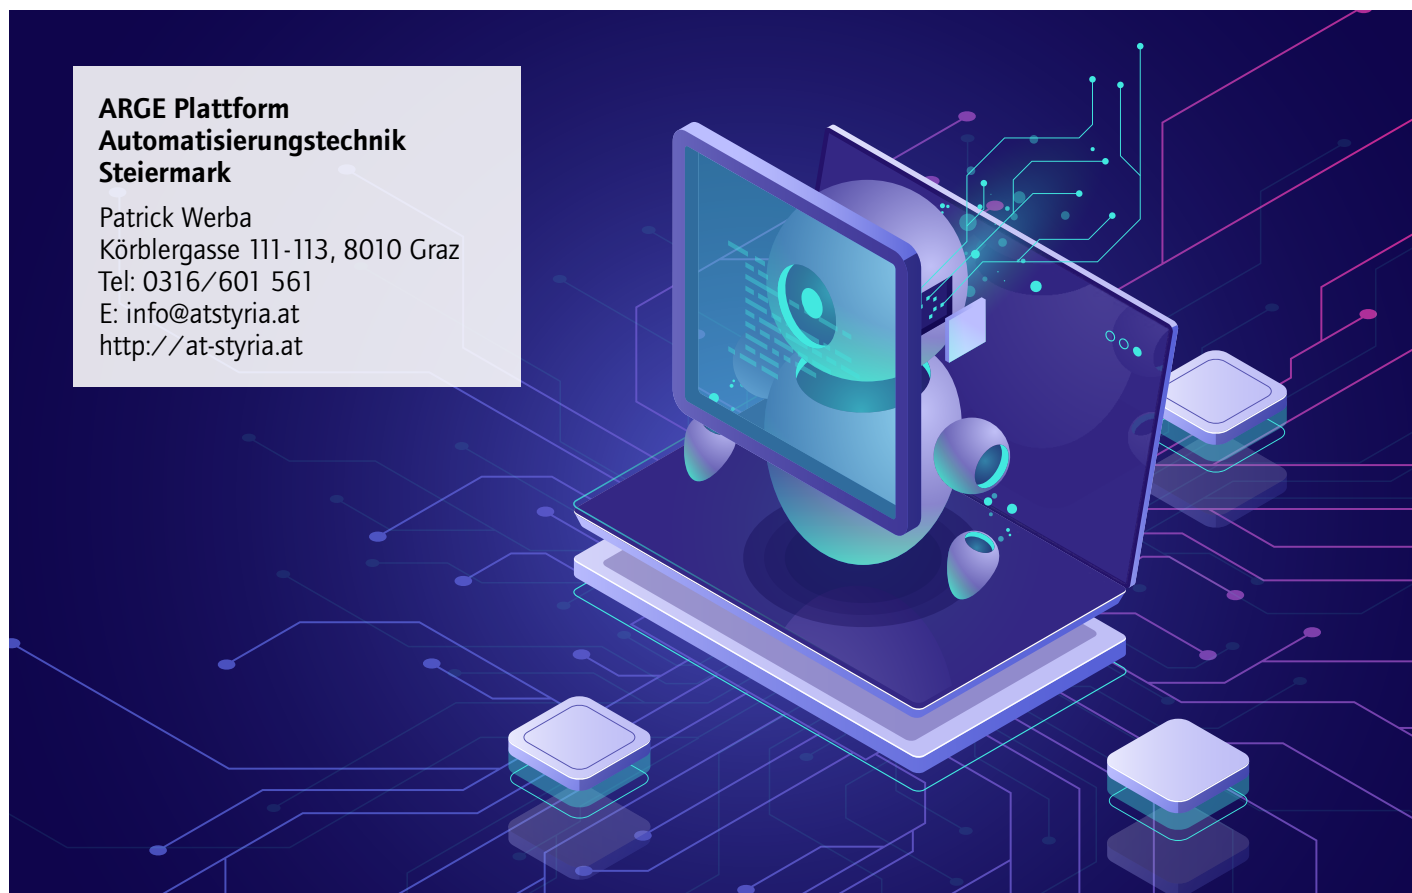 ARGE Plattform
Automatisierungstechnik
Steiermark
Patrick Werba
Körblergasse 111-113, 8010 Graz
Tel: 0316/601 561
E: info@atstyria.at
http://at-styria.at